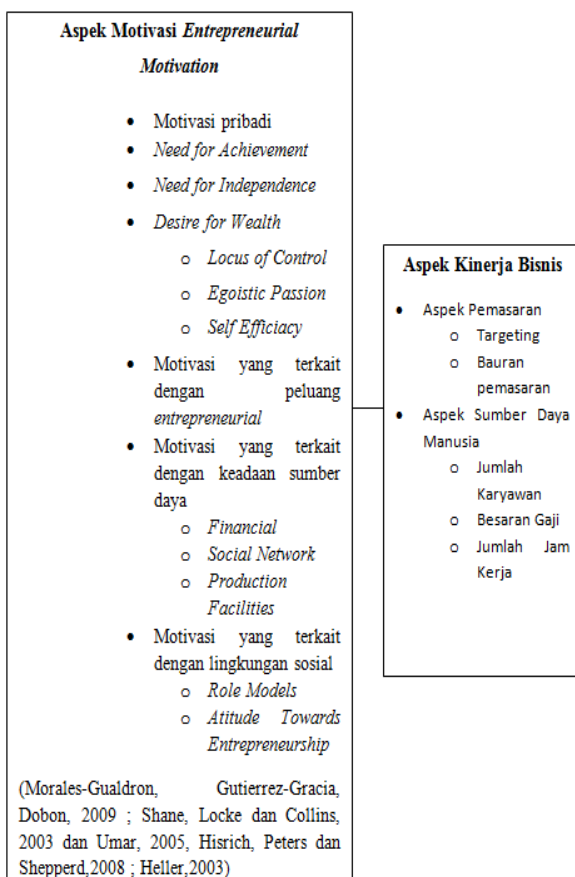 Aspek Motivasi Entrepreneurial
Motivation
• Motivasi pribadi
• Need for Achievement
• Need for Independence
• Desire for Wealth
o Locus of Control
o Egoistic Passion
o Self Efficiacy
• Motivasi yang terkait
dengan peluang
entrepreneurial
• Motivasi yang terkait
dengan keadaan sumber
daya
o Financial
o Social Network
o Production
Facilities
• Motivasi yang terkait
dengan lingkungan sosial
o Role Models
o Atitude Towards
Entrepreneurship
(Morales-Gualdron, Gutierrez-Gracia,
Dobon, 2009 ; Shane, Locke dan Collins,
2003 dan Umar, 2005, Hisrich, Peters dan
Shepperd,2008 ; Heller,2003)
Aspek Kinerja Bisnis
• Aspek Pemasaran
o Targeting
o Bauran
pemasaran
• Aspek Sumber Daya
Manusia
o Jumlah
Karyawan
o Besaran Gaji
o Jumlah Jam
Kerja